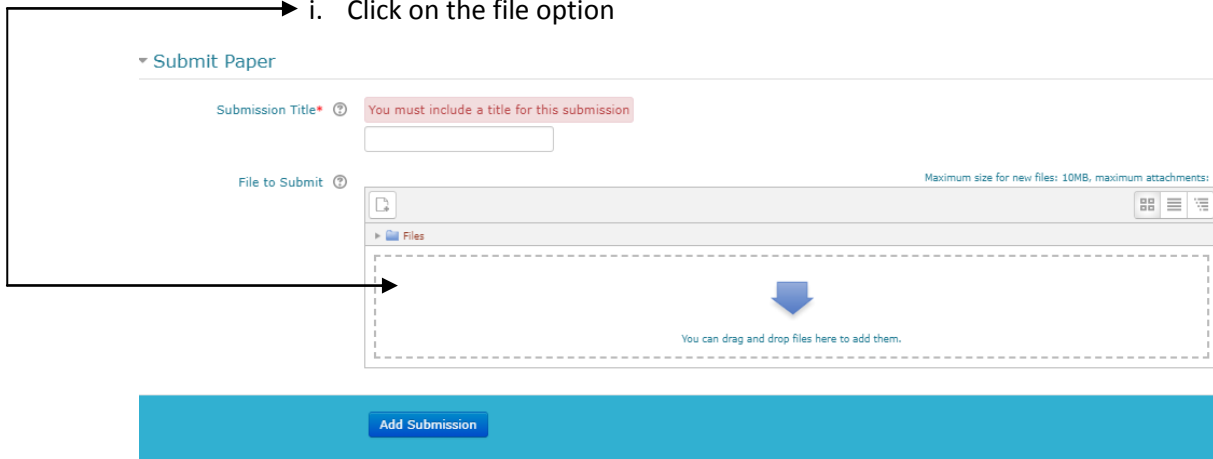 i. Click on the file option
Submit Paper
Submission Title*
You must include a title for this submission
File to Submit
Maximum size for new files: 10MB, maximum attachments:
Files
You can drag and drop files here to add them.
Add Submission